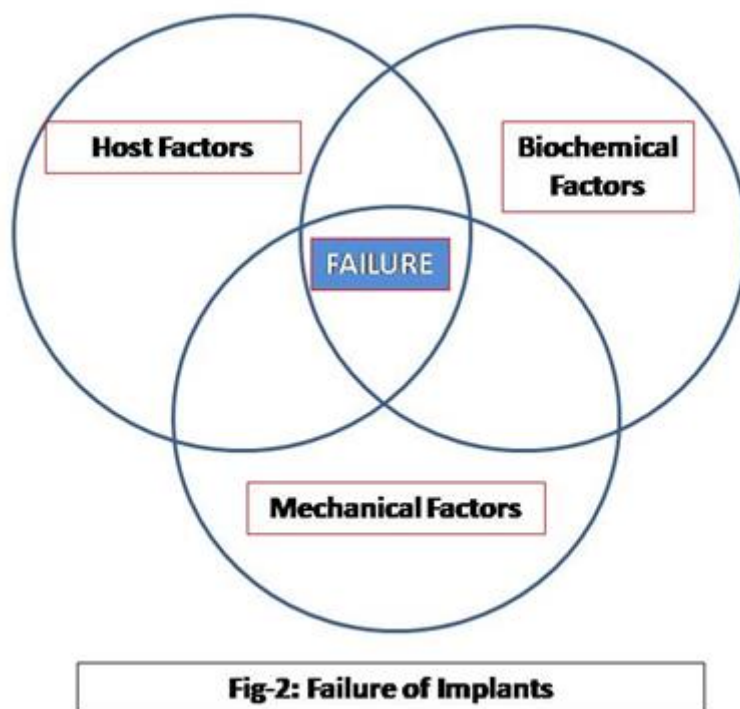 Host Factors
Biochemical
Factors
FAILURE
Mechanical Factors
Fig-2: Failure of Implants